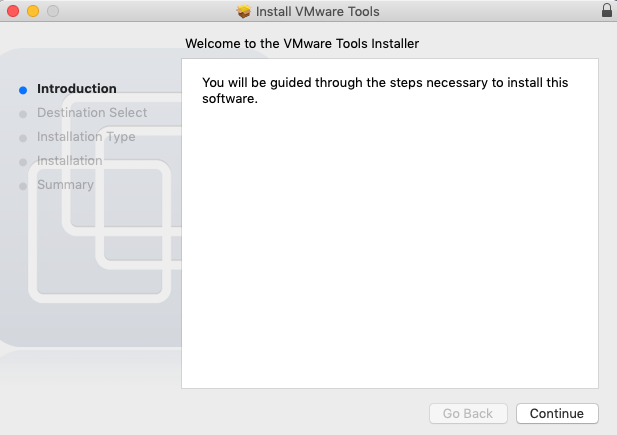 Install VMware Tools
Welcome to the VMware Tools Installer
Introduction
Destination Select
Installation Type
Installation
Summary
You will be guided through the steps necessary to install this
software.
Go Back
Continue